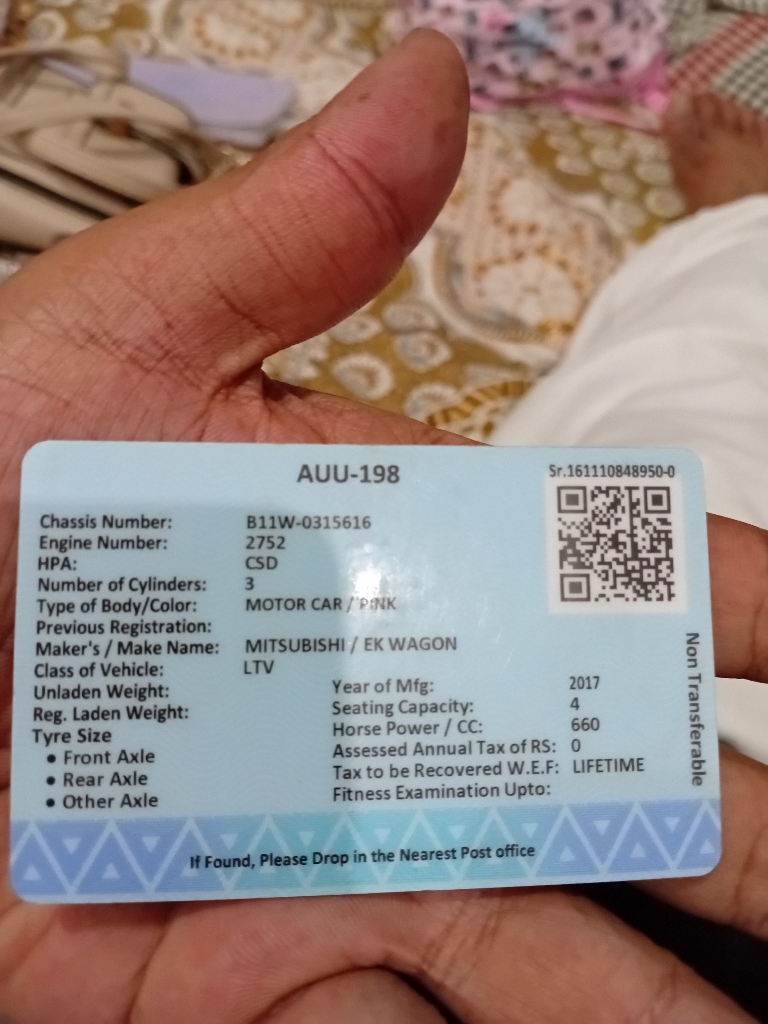 AUU-198
Sr.161110848950-0
Chassis Number: B11W-0315616
Engine Number: 2752
HPA: CSD
Number of Cylinders: 3
Type of Body/Color: MOTOR CAR / PINK
Previous Registration:
Maker's / Make Name: MITSUBISHI / EK WAGON
Class of Vehicle: LTV
Unladen Weight:
Reg. Laden Weight:
Tyre Size
• Front Axle
• Rear Axle
• Other Axle
Year of Mfg: 2017
Seating Capacity: 4
Horse Power / CC: 660
Assessed Annual Tax of RS: 0
Tax to be Recovered W.E.F: LIFETIME
Fitness Examination Upto:
Non Transferable
If Found, Please Drop in the Nearest Post office